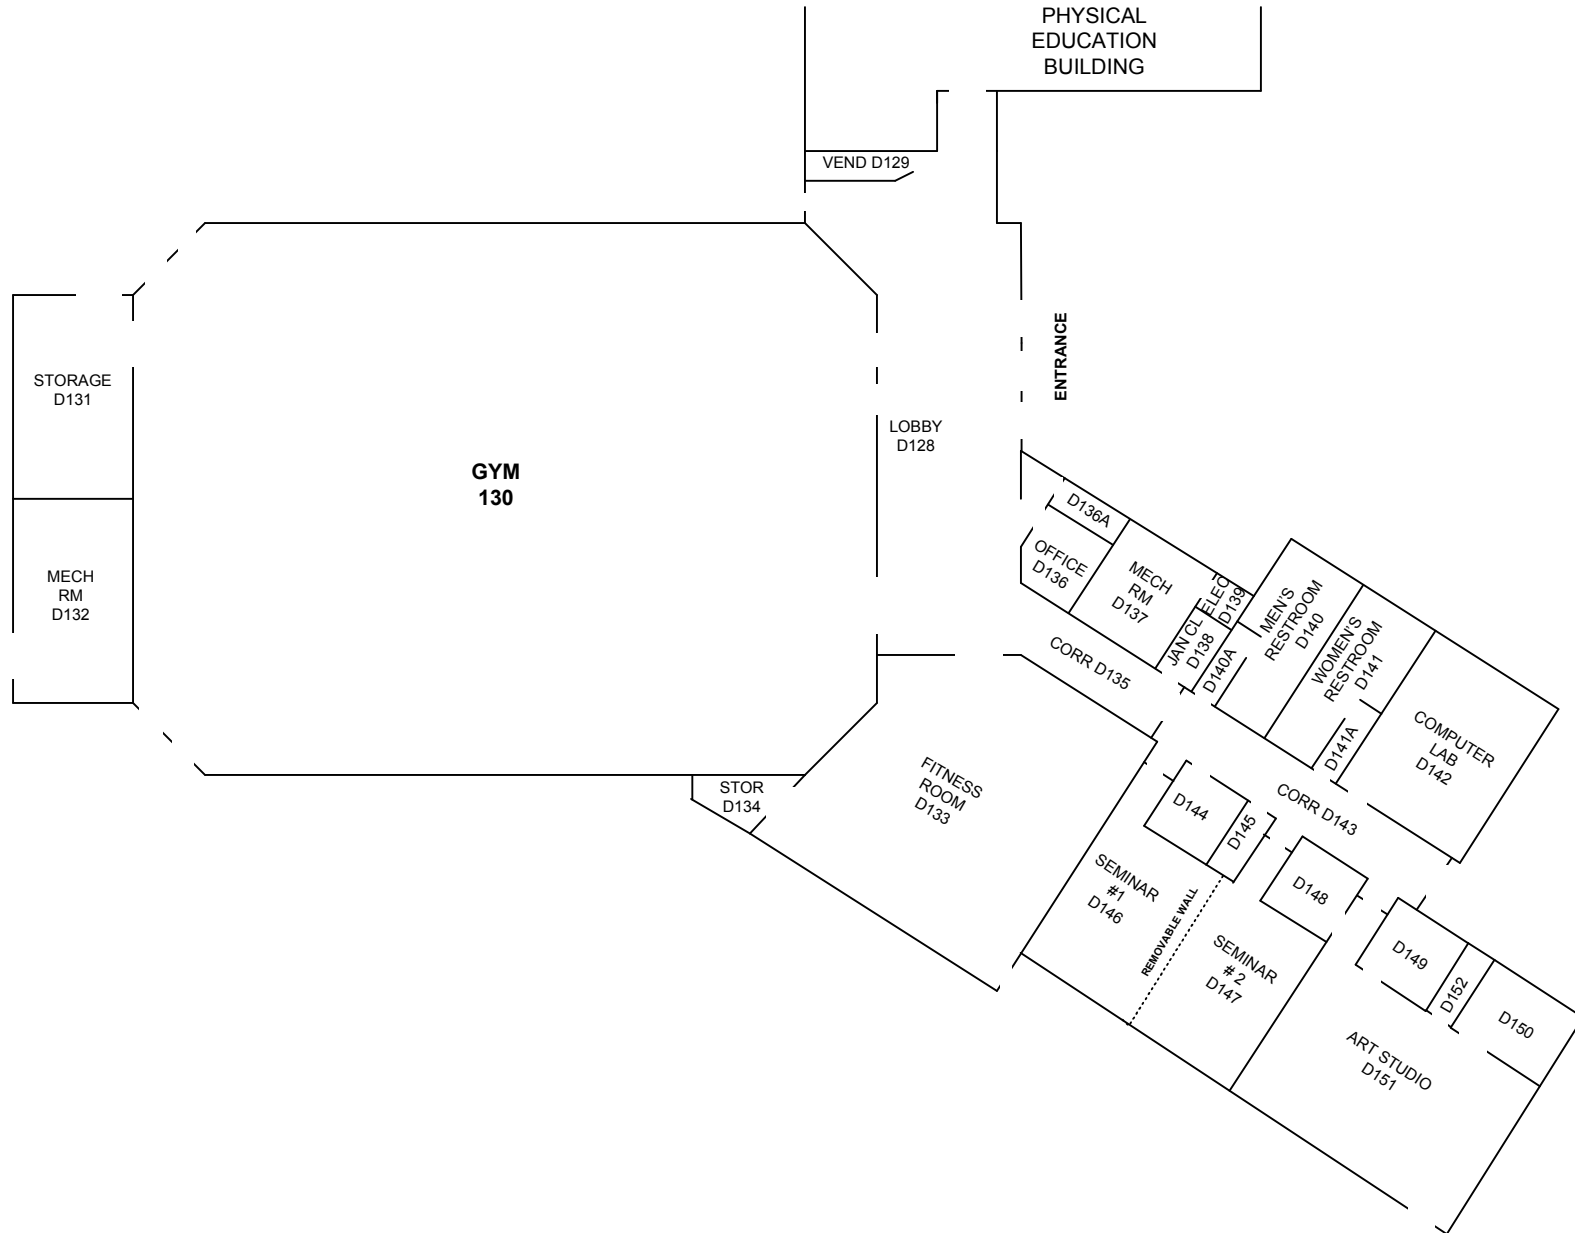 PHYSICAL
EDUCATION
BUILDING
VEND D129
ENTRANCE
STORAGE
D131
LOBBY
D128
GYM
130
MECH
RM
D132
D136A
OFFICE
D136
MECH
RM
D137
ELEC
D139
JAN CL
D138
D140A
MEN'S
RESTROOM
D140
WOMEN'S
RESTROOM
D141
D141A
COMPUTER
LAB
D142
CORR D135
CORR D143
STOR
D134
FITNESS
ROOM
D133
D144
D145
SEMINAR
#1
D146
REMOVABLE WALL
D148
SEMINAR
# 2
D147
D149
D152
D150
ART STUDIO
D151